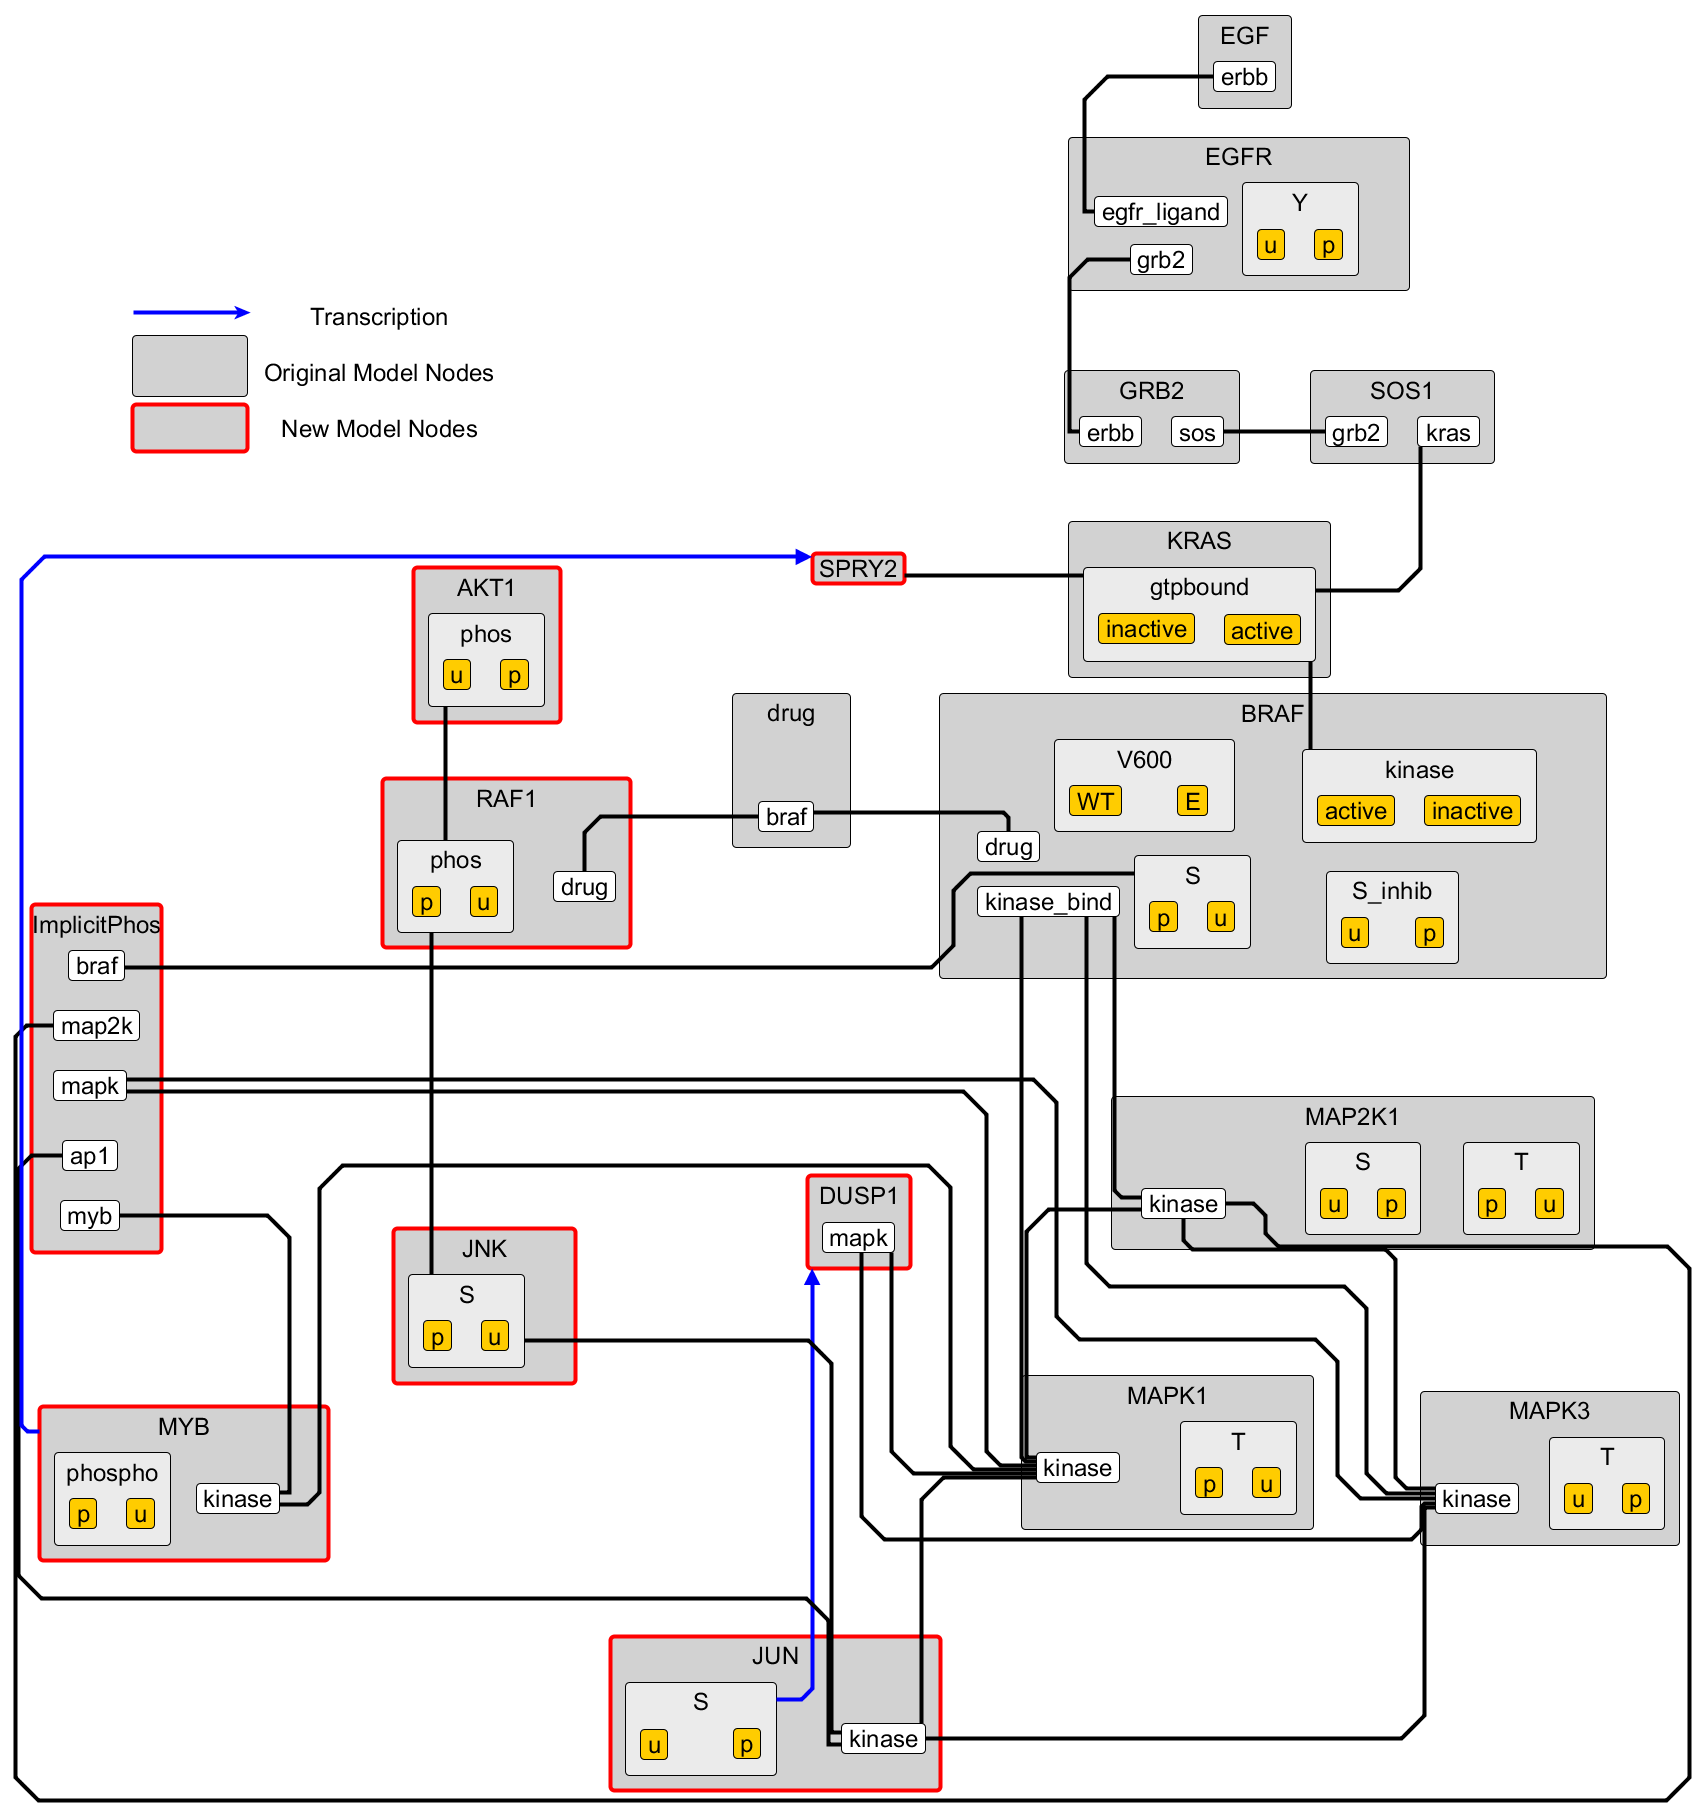 EGF
erbb
EGFR
egfr_ligand
Y
u
p
grb2
Transcription
Original Model Nodes
New Model Nodes
GRB2
erbb
sos
SOS1
grb2
kras
SPRY2
KRAS
gtpbound
inactive
active
AKT1
phos
u
p
drug
braf
BRAF
V600
WT
E
kinase
active
inactive
drug
kinase_bind
S
p
u
S_inhib
u
p
RAF1
phos
p
u
drug
ImplicitPhos
braf
map2k
mapk
ap1
myb
MAP2K1
kinase
S
u
p
T
p
u
DUSP1
mapk
JNK
S
p
u
MYB
phospho
p
u
kinase
MAPK1
kinase
T
p
u
MAPK3
kinase
T
u
p
JUN
S
u
p
kinase